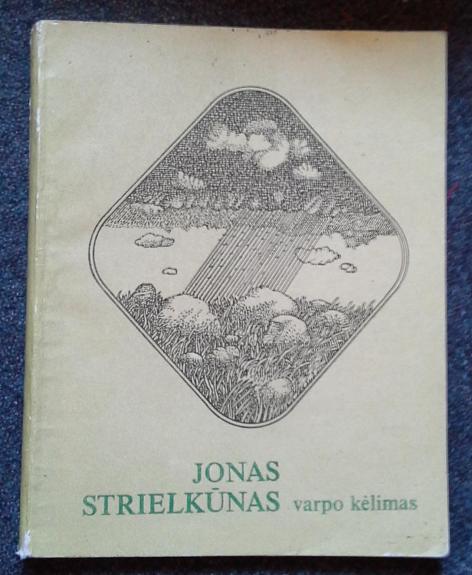 JONAS
STRIELKŪNAS varpo kėlimas